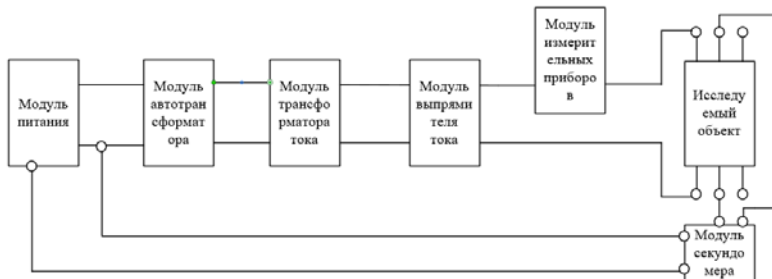 Модуль
питания
Модуль
автотран
сформат
ора
Модуль
трансфо
рматора
тока
Модуль
выпрями
теля
тока
Модуль
измерит
ельных
приборо
в
Исследу
емый
объект
Модуль
секундо
мера